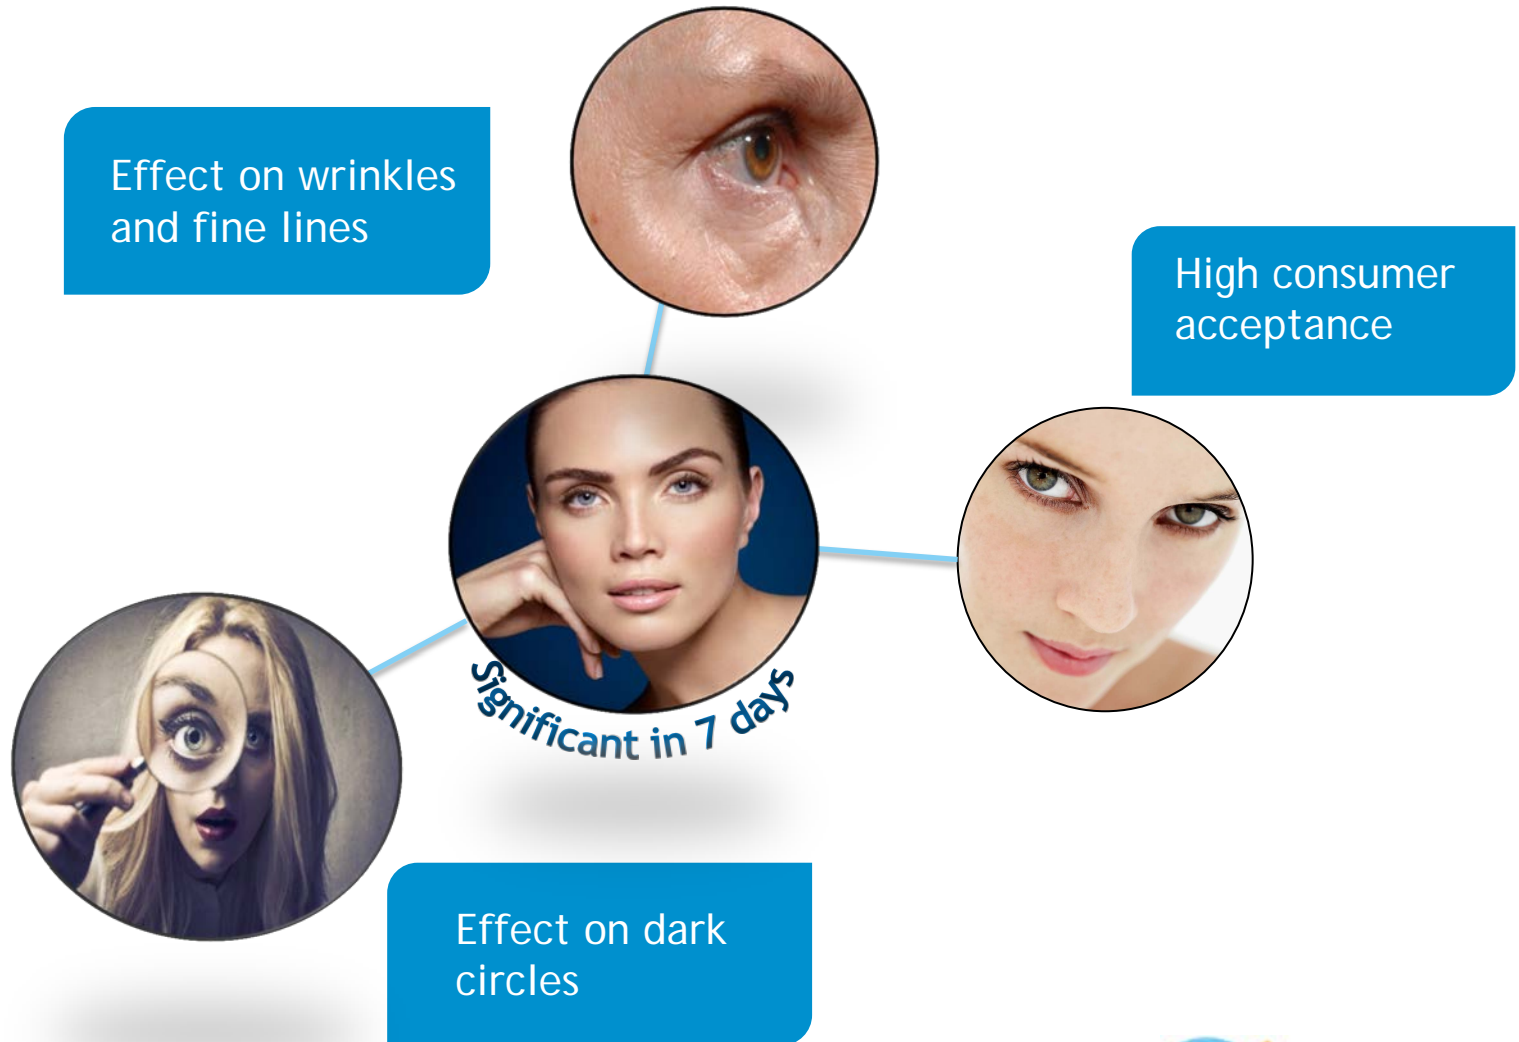 Effect on wrinkles
and fine lines
High consumer
acceptance
Significant in 7 days
Effect on dark
circles